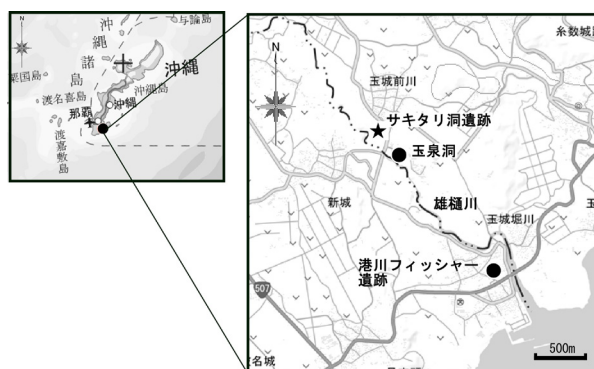 与論島
沖縄諸島
N
粟国島
沖縄
渡名喜島
沖縄島
沖縄
那覇
渡嘉敷島
N
糸数城
玉城前川
サキタリ洞遺跡
玉泉洞
新城
雄樋川
玉城堀川
港川フィッシャー
遺跡
507
500m